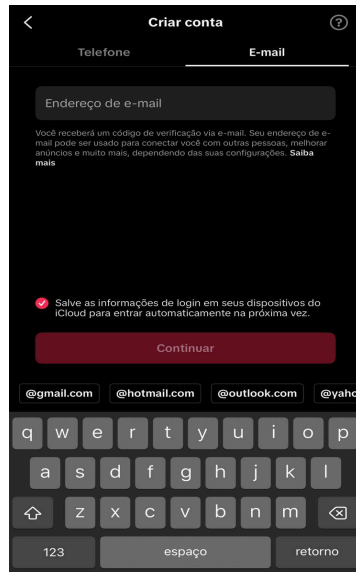 Criar conta
?
Telefone
E-mail
Endereço de e-mail
Você receberá um código de verificação via e-mail. Seu endereço de e-
mail pode ser usado para conectar você com outras pessoas, melhorar
anúncios e muito mais, dependendo das suas configurações. Saiba
mais
Salve as informações de login em seus dispositivos do
iCloud para entrar automaticamente na próxima vez.
Continuar
@gmail.com @hotmail.com @outlook.com @yaho
q w e r t y u i o p
a s d f g h j k l
z x c v b n m
123 espaço retorno